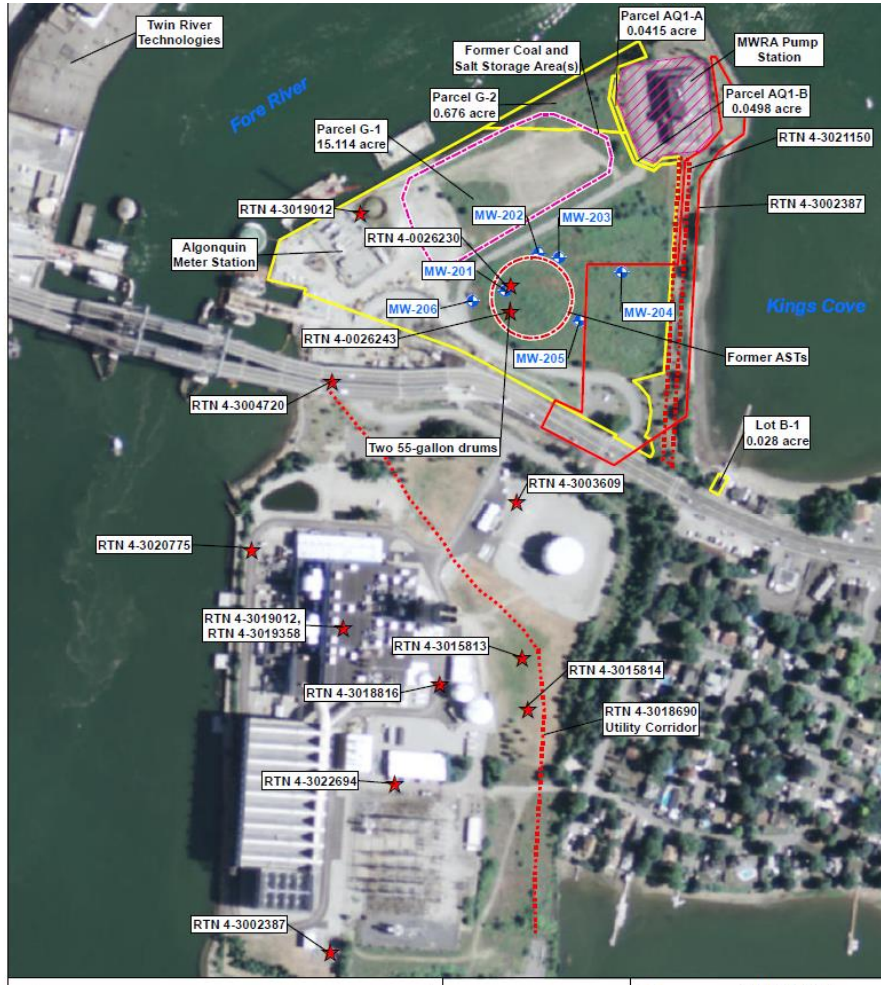 Twin River
Technologies
Fore River
Former Coal and
Salt Storage Area(s)
Parcel AQ1-A
0.0415 acre
MWRA Pump
Station
Parcel G-2
0.676 acre
Parcel AQ1-B
0.0498 acre
Parcel G-1
15.114 acre
RTN 4-3021150
RTN 4-3019012
MW-202
MW-203
RTN 4-3002387
RTN 4-0026230
Algonquin
Meter Station
MW-201
MW-206
MW-204
Kings Cove
RTN 4-0026243
MW-205
Former ASTs
RTN 4-3004720
Two 55-gallon drums
Lot B-1
0.028 acre
RTN 4-3003609
RTN 4-3020775
RTN 4-3019012,
RTN 4-3019358
RTN 4-3015813
RTN 4-3015814
RTN 4-3018816
RTN 4-3018690
Utility Corridor
RTN 4-3022694
RTN 4-3002387